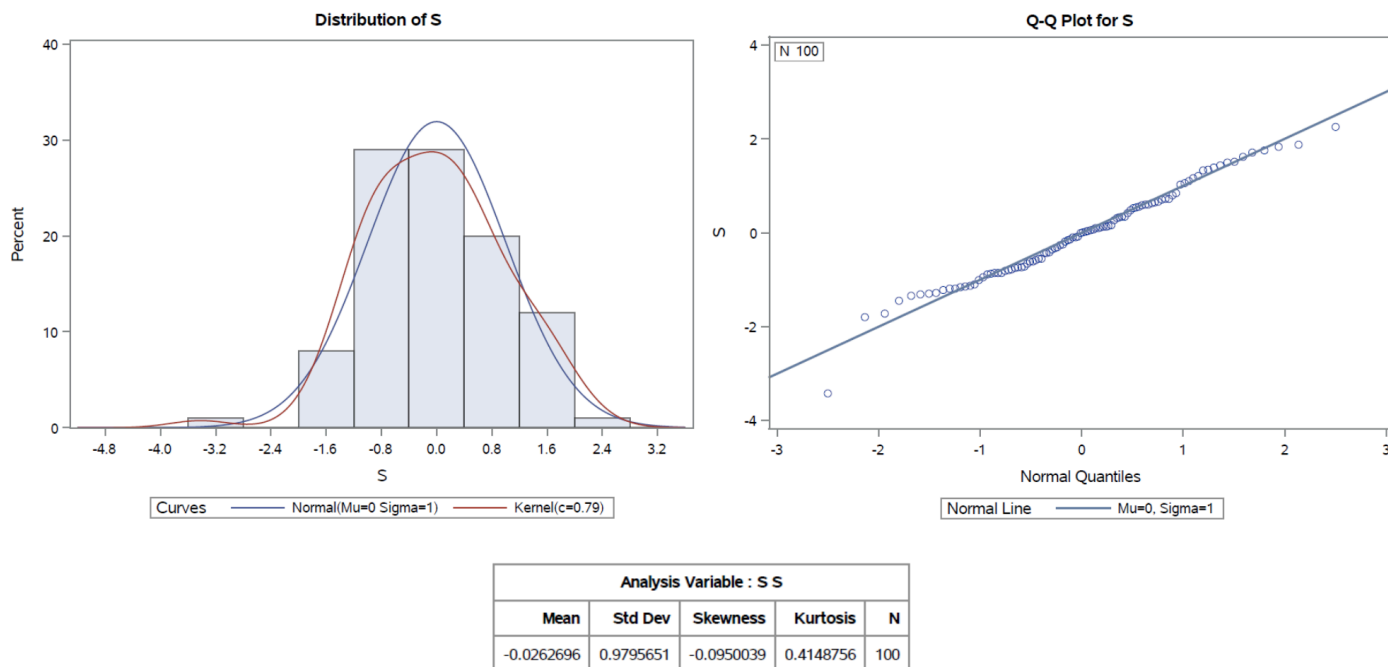 Distribution of S
40
30
20
10
0
Percent
-4.8 -4.0 -3.2 -2.4 -1.6 -0.8 0.0 0.8 1.6 2.4 3.2
S
Curves Normal(Mu=0 Sigma=1) Kernel(c=0.79)
Q-Q Plot for S
N 100
4
2
0
-2
-4
S
-3 -2 -1 0 1 2 3
Normal Quantiles
Normal Line Mu=0, Sigma=1
Analysis Variable : S S
Mean Std Dev Skewness Kurtosis N
-0.0262696 0.9795651 -0.0950039 0.4148756 100